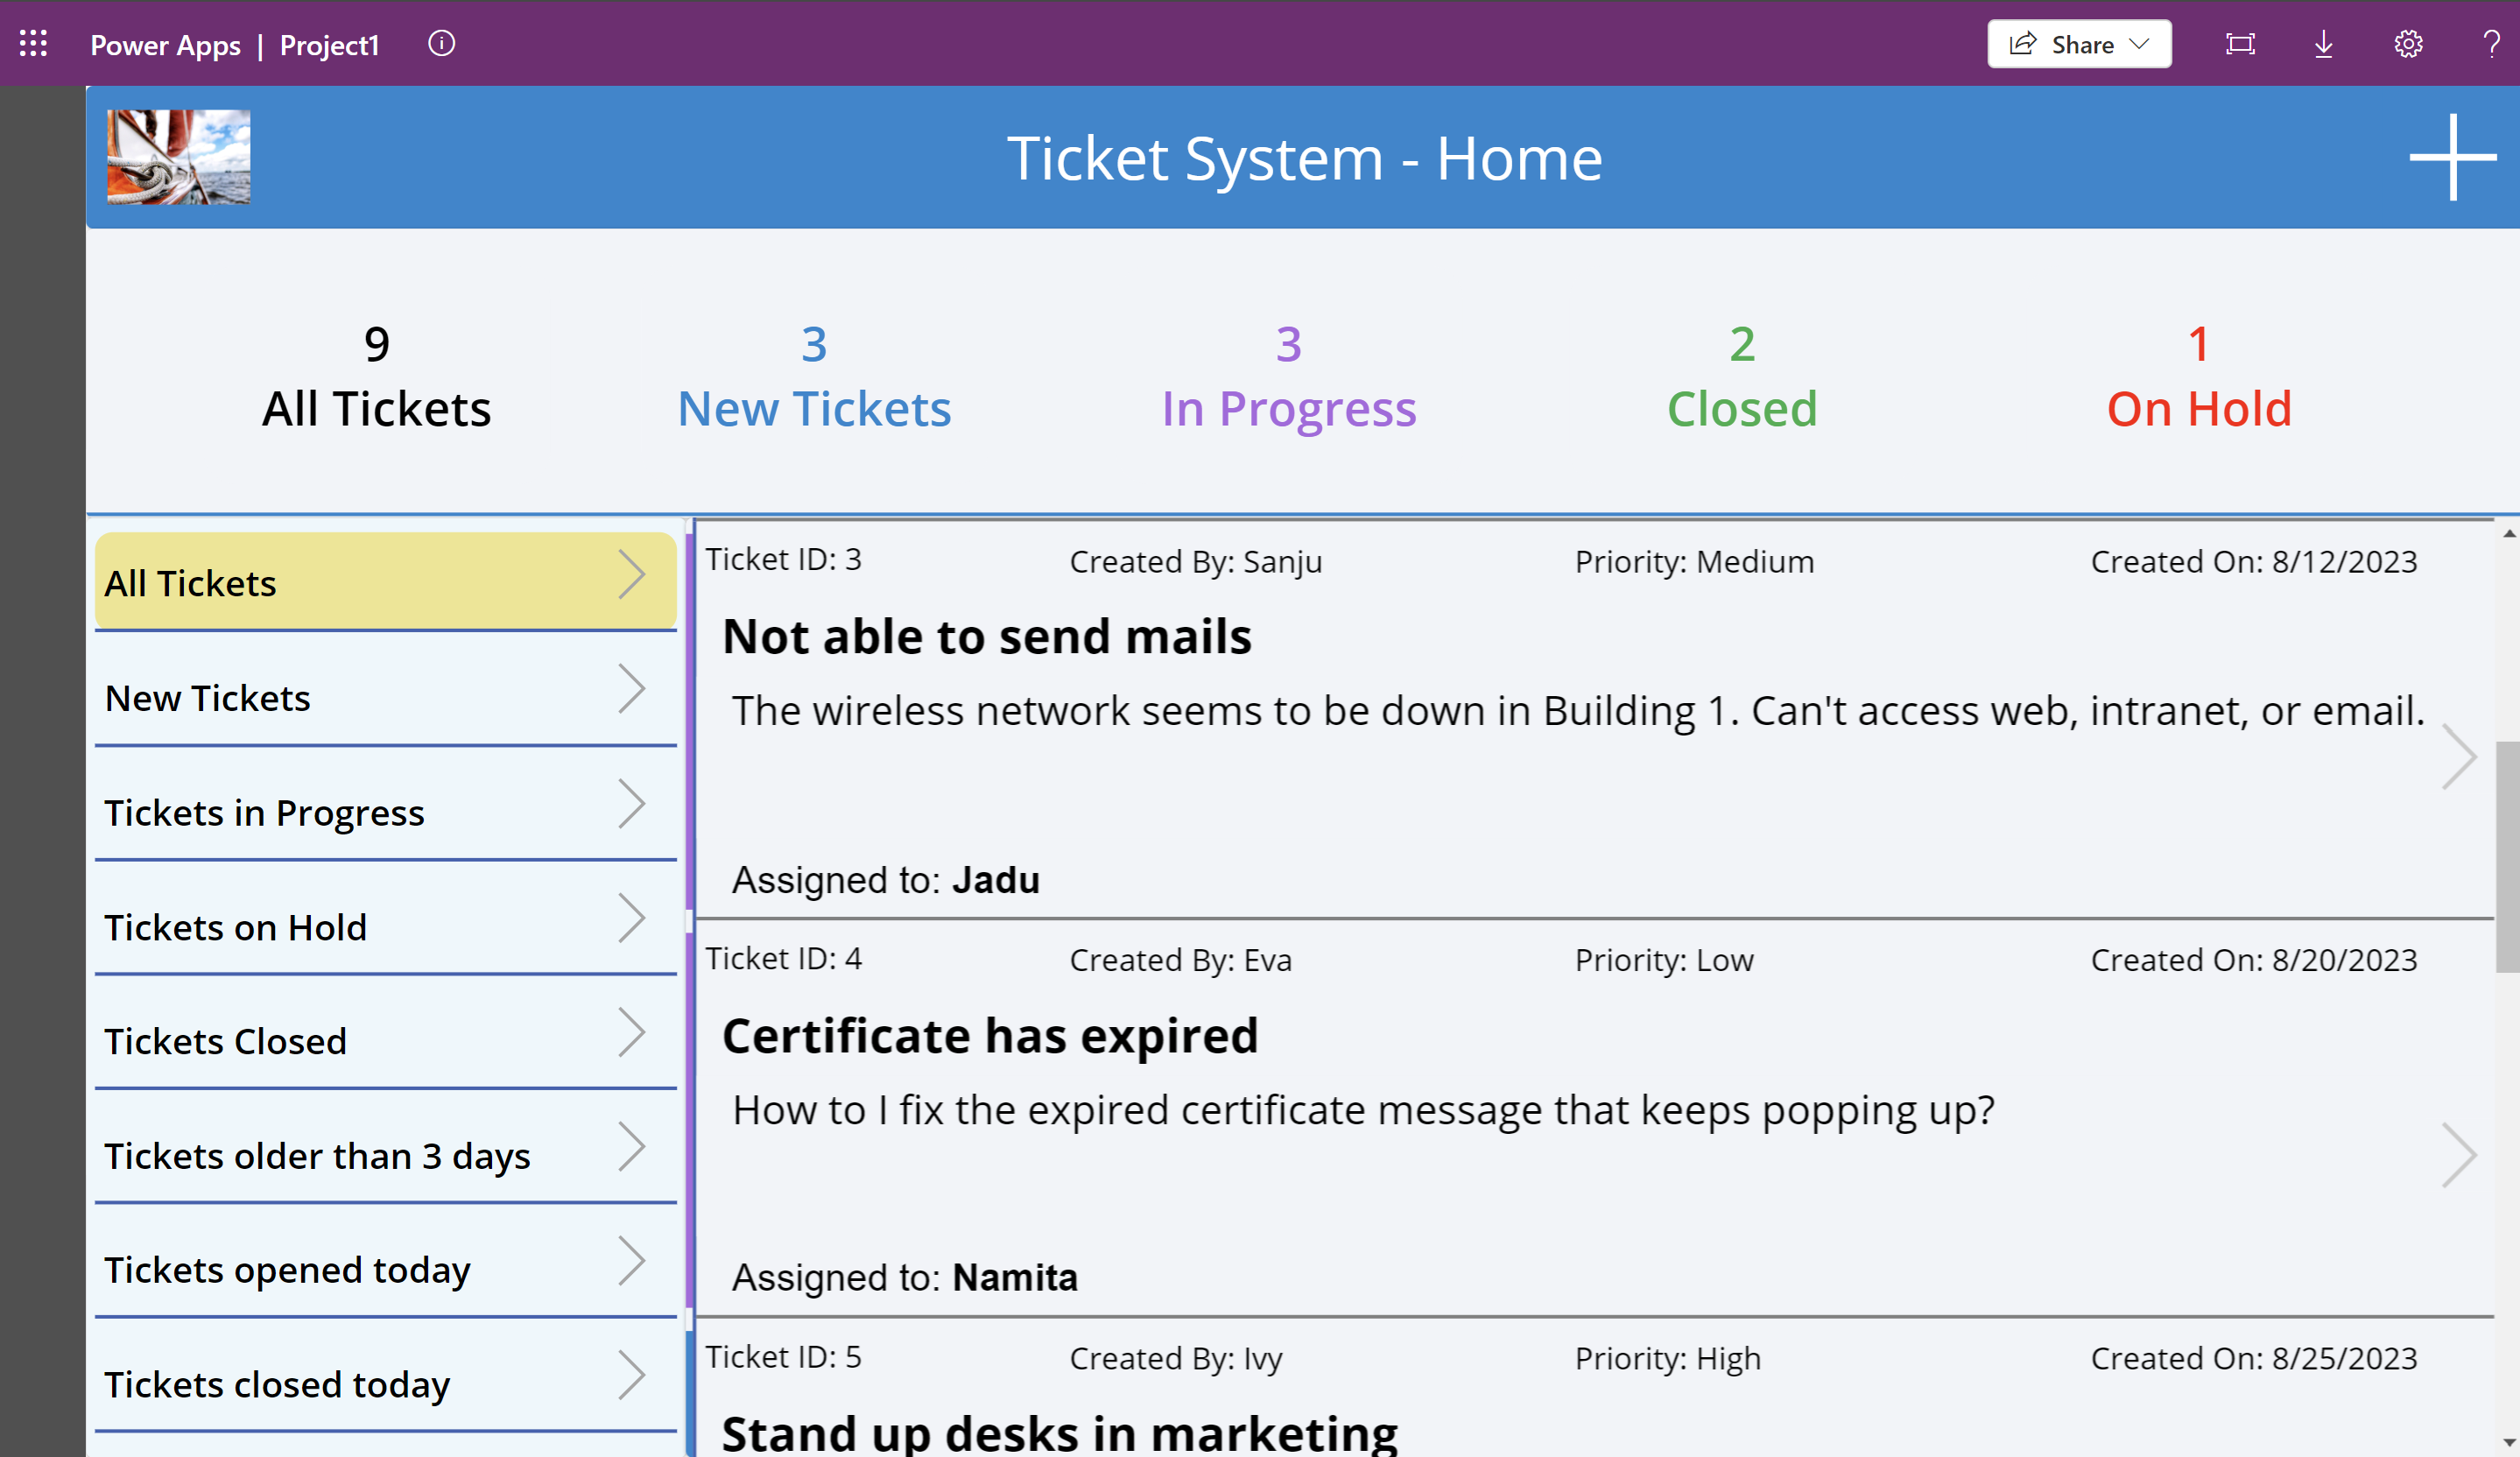 Power Apps | Project1
Share
Ticket System - Home
9
All Tickets
3
New Tickets
3
In Progress
2
Closed
1
On Hold
All Tickets
New Tickets
Tickets in Progress
Tickets on Hold
Tickets Closed
Tickets older than 3 days
Tickets opened today
Tickets closed today
Ticket ID: 3 Created By: Sanju Priority: Medium Created On: 8/12/2023
Not able to send mails
The wireless network seems to be down in Building 1. Can't access web, intranet, or email.
Assigned to: Jadu
Ticket ID: 4 Created By: Eva Priority: Low Created On: 8/20/2023
Certificate has expired
How to I fix the expired certificate message that keeps popping up?
Assigned to: Namita
Ticket ID: 5 Created By: Ivy Priority: High Created On: 8/25/2023
Stand up desks in marketing